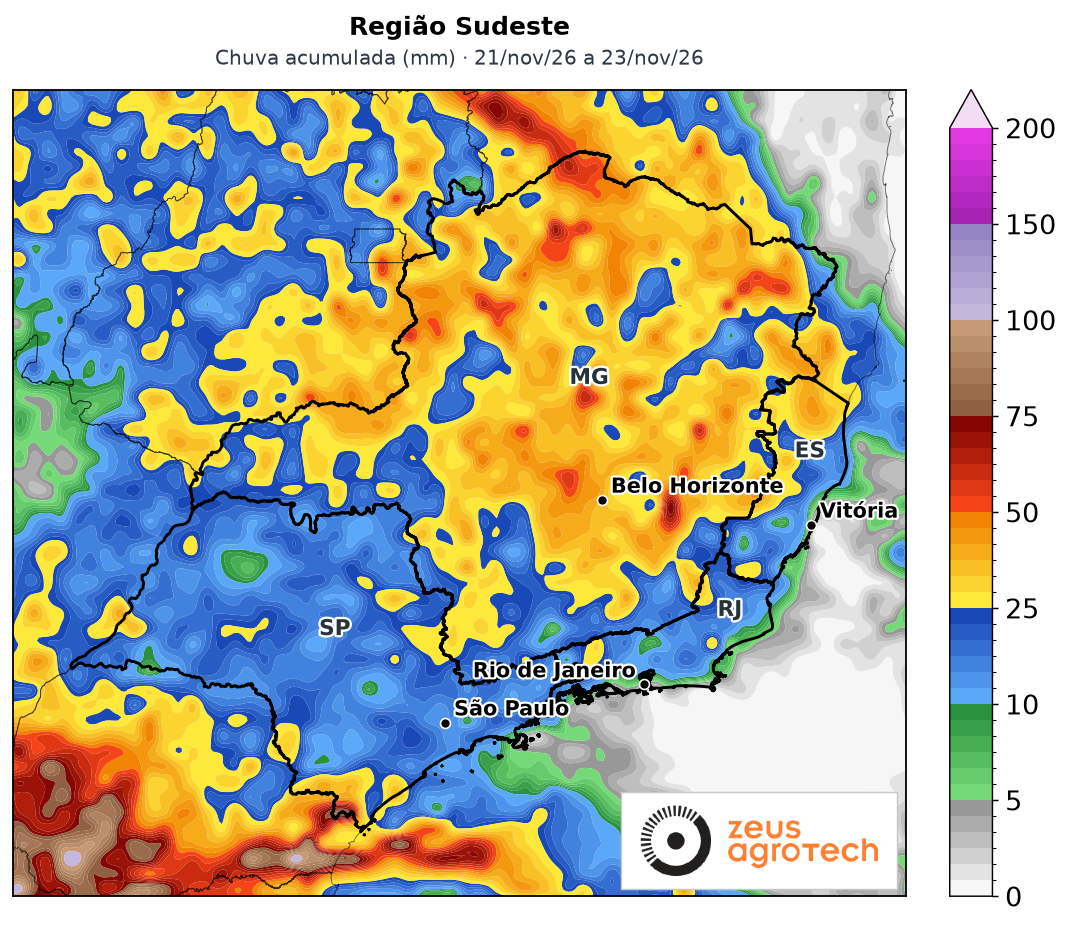 Região Sudeste
Chuva acumulada (mm) · 21/nov/26 a 23/nov/26
200
150
100
75
50
25
10
5
0
MG
ES
Belo Horizonte
Vitória
RJ
SP
Rio de Janeiro
São Paulo
zeus
agrotech